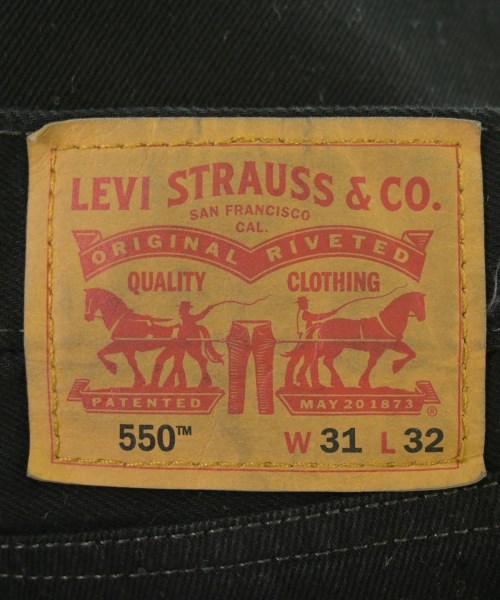 LEVI STRAUSS & CO.
SAN FRANCISCO
CAL.
ORIGINAL RIVETED
QUALITY CLOTHING
PATENTED MAY 20 1873 ®
550™ W 31 L 32